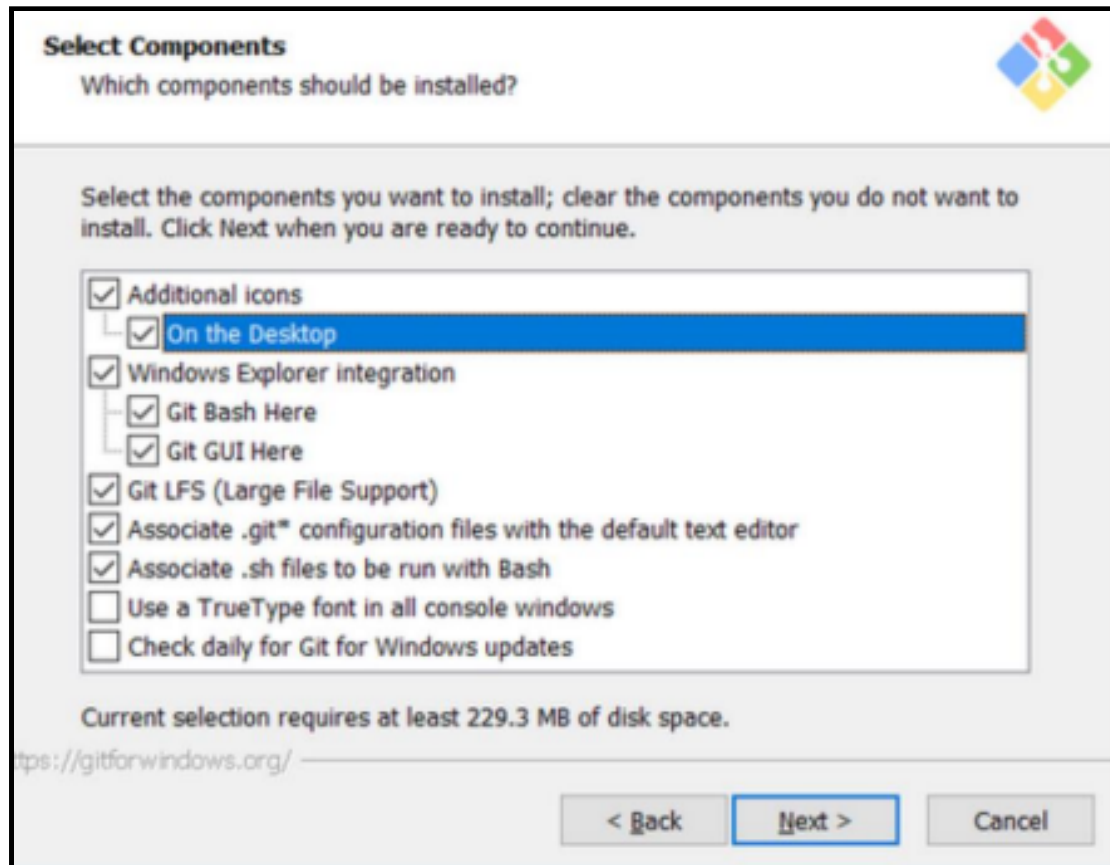 Select Components
Which components should be installed?
Select the components you want to install; clear the components you do not want to
install. Click Next when you are ready to continue.
Additional icons
On the Desktop
Windows Explorer integration
Git Bash Here
Git GUI Here
Git LFS (Large File Support)
Associate .git* configuration files with the default text editor
Associate .sh files to be run with Bash
Use a TrueType font in all console windows
Check daily for Git for Windows updates
Current selection requires at least 229.3 MB of disk space.
ttps://gitforwindows.org/
< Back Next > Cancel